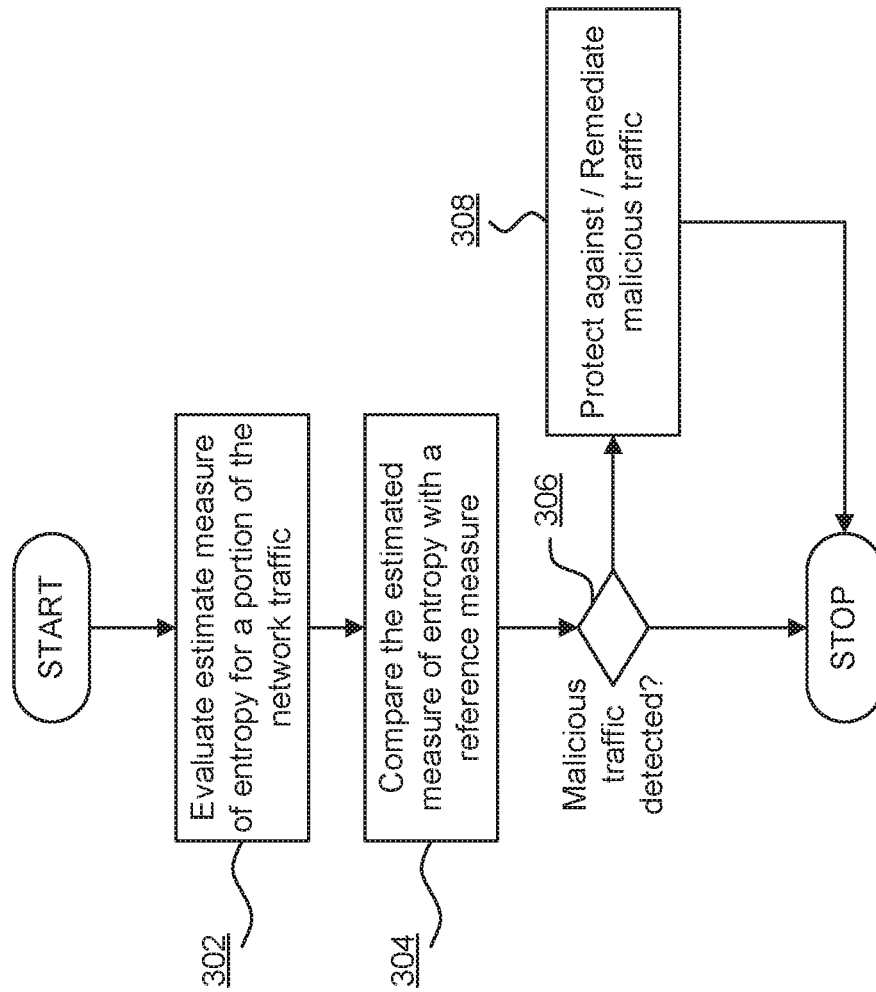 START
302
Evaluate estimate measure
of entropy for a portion of the
network traffic
304
Compare the estimated
measure of entropy with a
reference measure
306
Malicious
traffic
detected?
308
Protect against / Remediate
malicious traffic
STOP